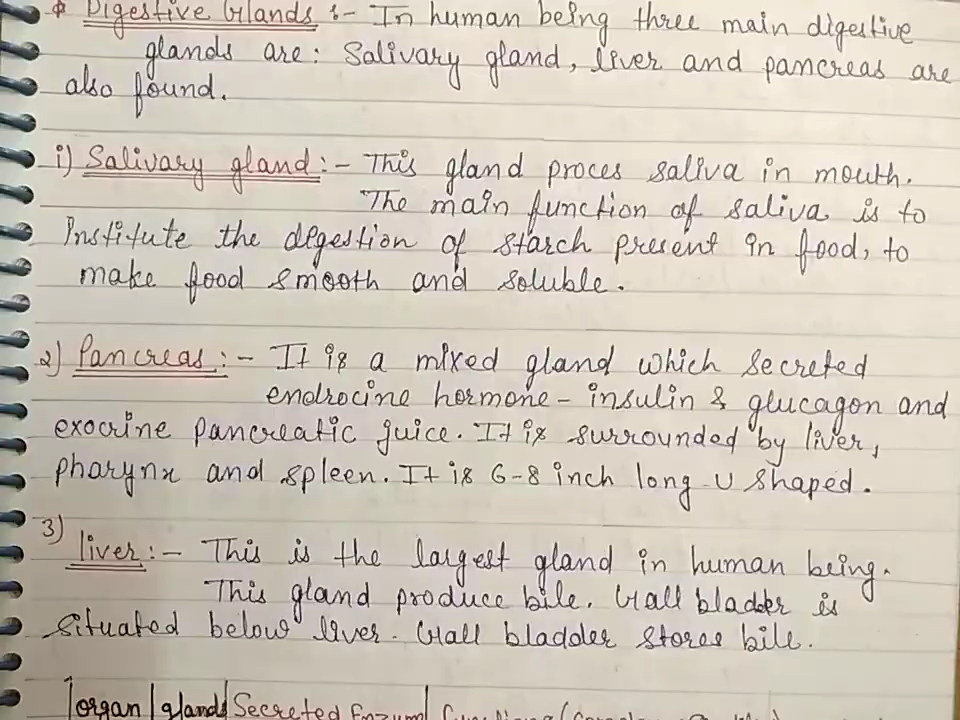 * Digestive Glands :- In human being three main digestive
glands are: Salivary gland, liver and pancreas are
also found.
i) Salivary gland :- This gland proces saliva in mouth.
The main function of saliva is to
Institute the digestion of starch present in food, to
make food smooth and soluble.
2) Pancreas :- It is a mixed gland which secreted
endrocine hormone - insulin & glucagon and
exocrine pancreatic juice. It is surrounded by liver,
pharynx and spleen. It is 6-8 inch long U shaped.
3) liver :- This is the largest gland in human being.
This gland produce bile. Gall bladder is
situated below liver. Gall bladder stores bile.
organ/glands Secreted Enzym